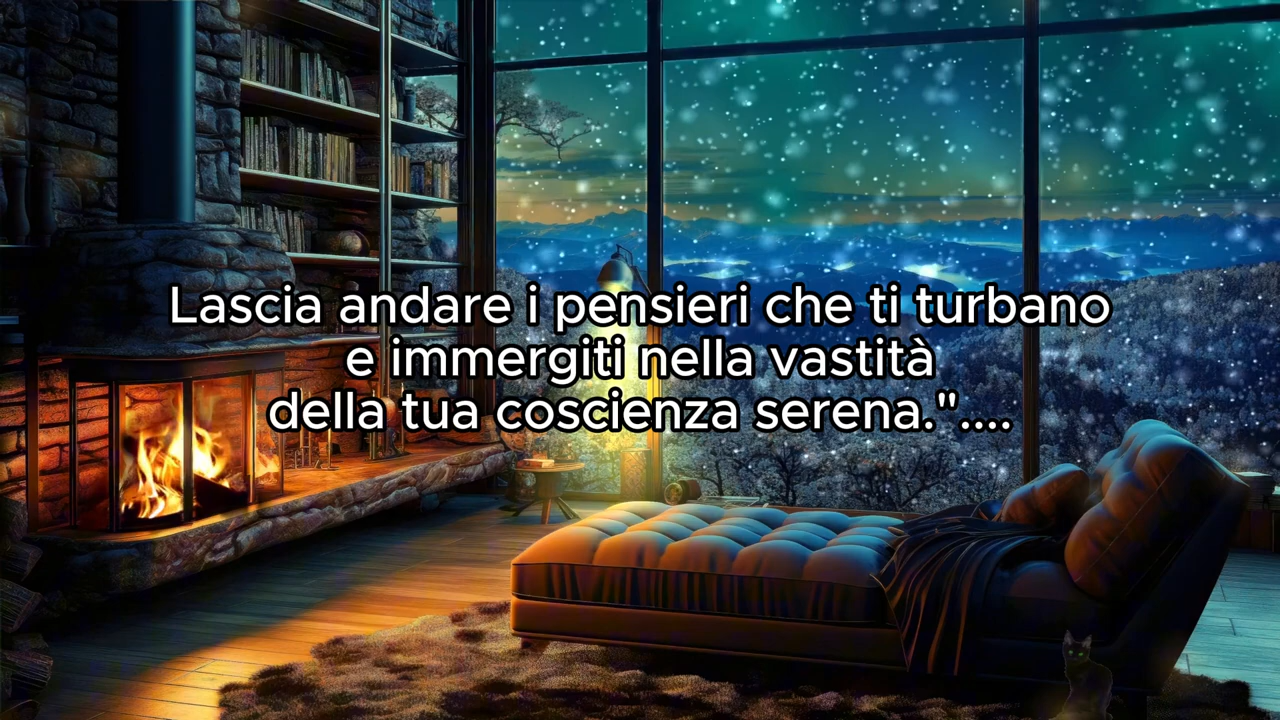 Lascia andare i pensieri che ti turbano
e immergiti nella vastità
della tua coscienza serena."....